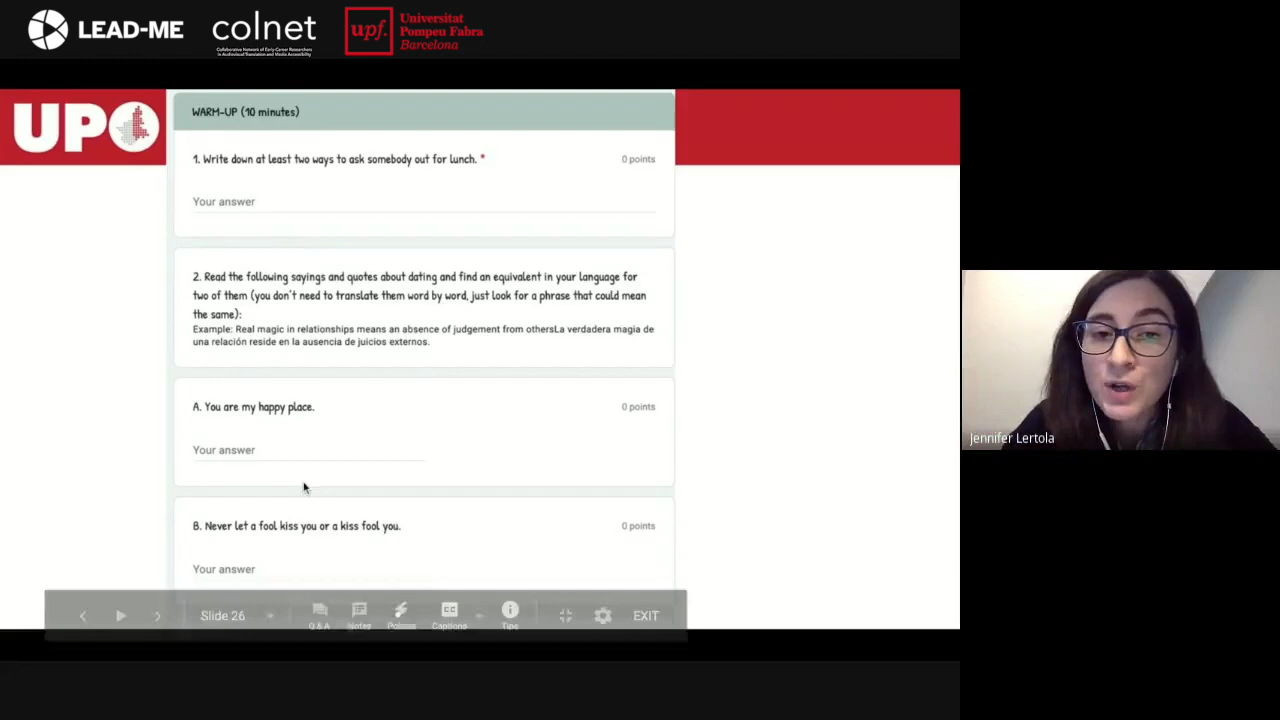 LEAD-ME
colnet
Collaborative Network of Early-Career Researchers
in Audiovisual Translation and Media Accessibility
upf.
Universitat
Pompeu Fabra
Barcelona
UPO
WARM-UP (10 minutes)
1. Write down at least two ways to ask somebody out for lunch. *
0 points
Your answer
2. Read the following sayings and quotes about dating and find an equivalent in your language for
two of them (you don't need to translate them word by word, just look for a phrase that could mean
the same):
Example: Real magic in relationships means an absence of judgement from othersLa verdadera magia de
una relación reside en la ausencia de juicios externos.
A. You are my happy place.
0 points
Your answer
B. Never let a fool kiss you or a kiss fool you.
0 points
Your answer
Slide 26
Q & A
Notes
Pointer
Captions
Tips
EXIT
Jennifer Lertola